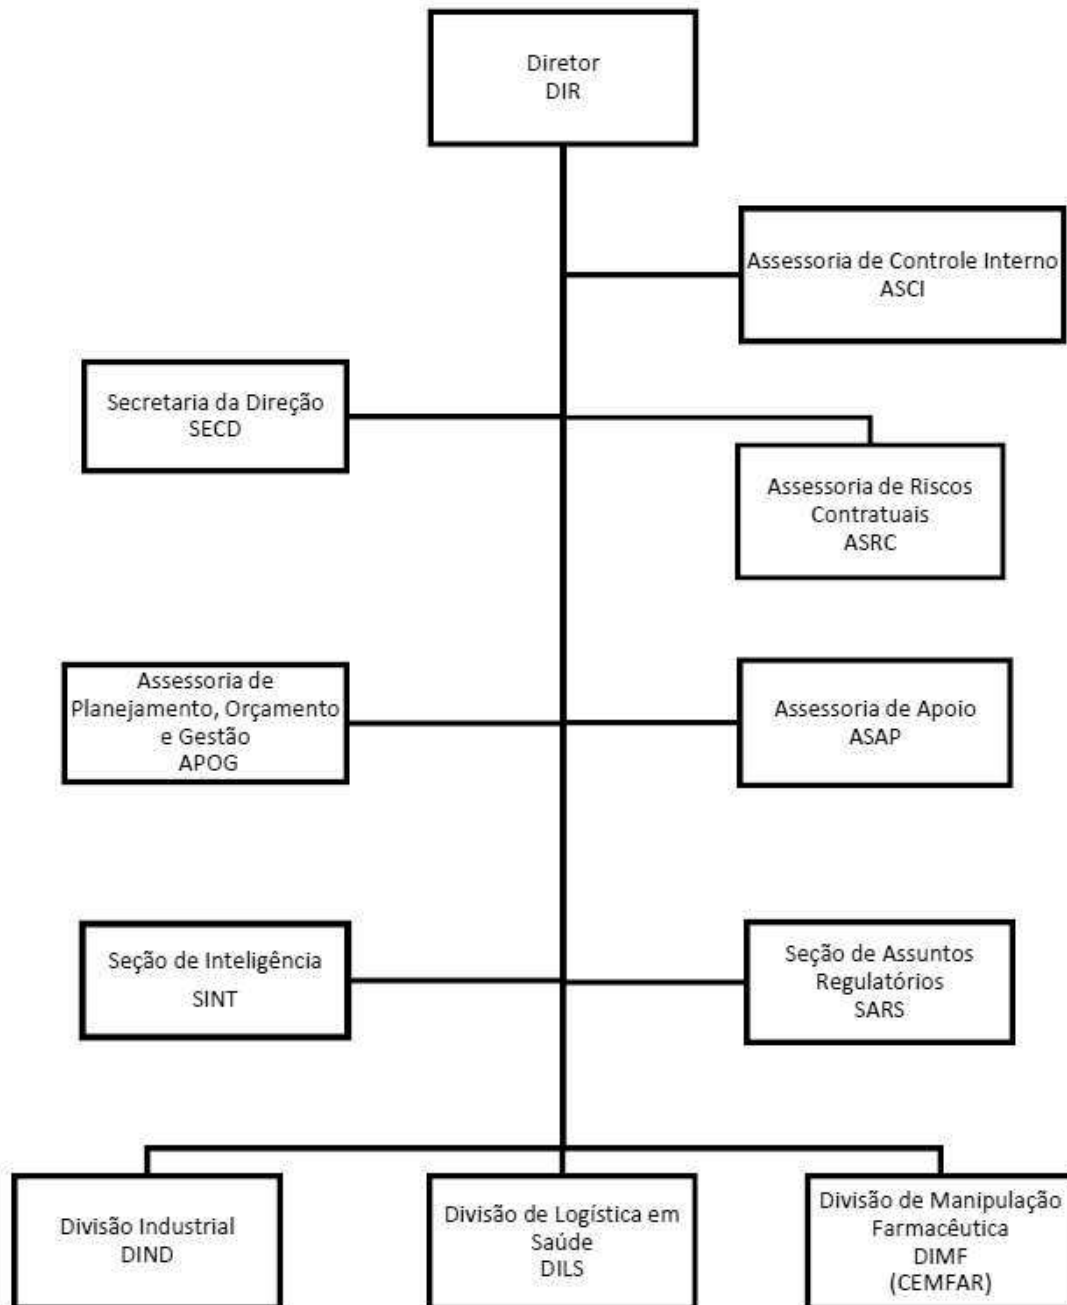 Diretor
DIR
Assessoria de Controle Interno
ASCI
Secretaria da Direção
SECD
Assessoria de Riscos
Contratuais
ASRC
Assessoria de
Planejamento, Orçamento
e Gestão
APOG
Assessoria de Apoio
ASAP
Seção de Inteligência
SINT
Seção de Assuntos
Regulatórios
SARS
Divisão Industrial
DIND
Divisão de Logística em
Saúde
DILS
Divisão de Manipulação
Farmacêutica
DIMF
(CEMFAR)